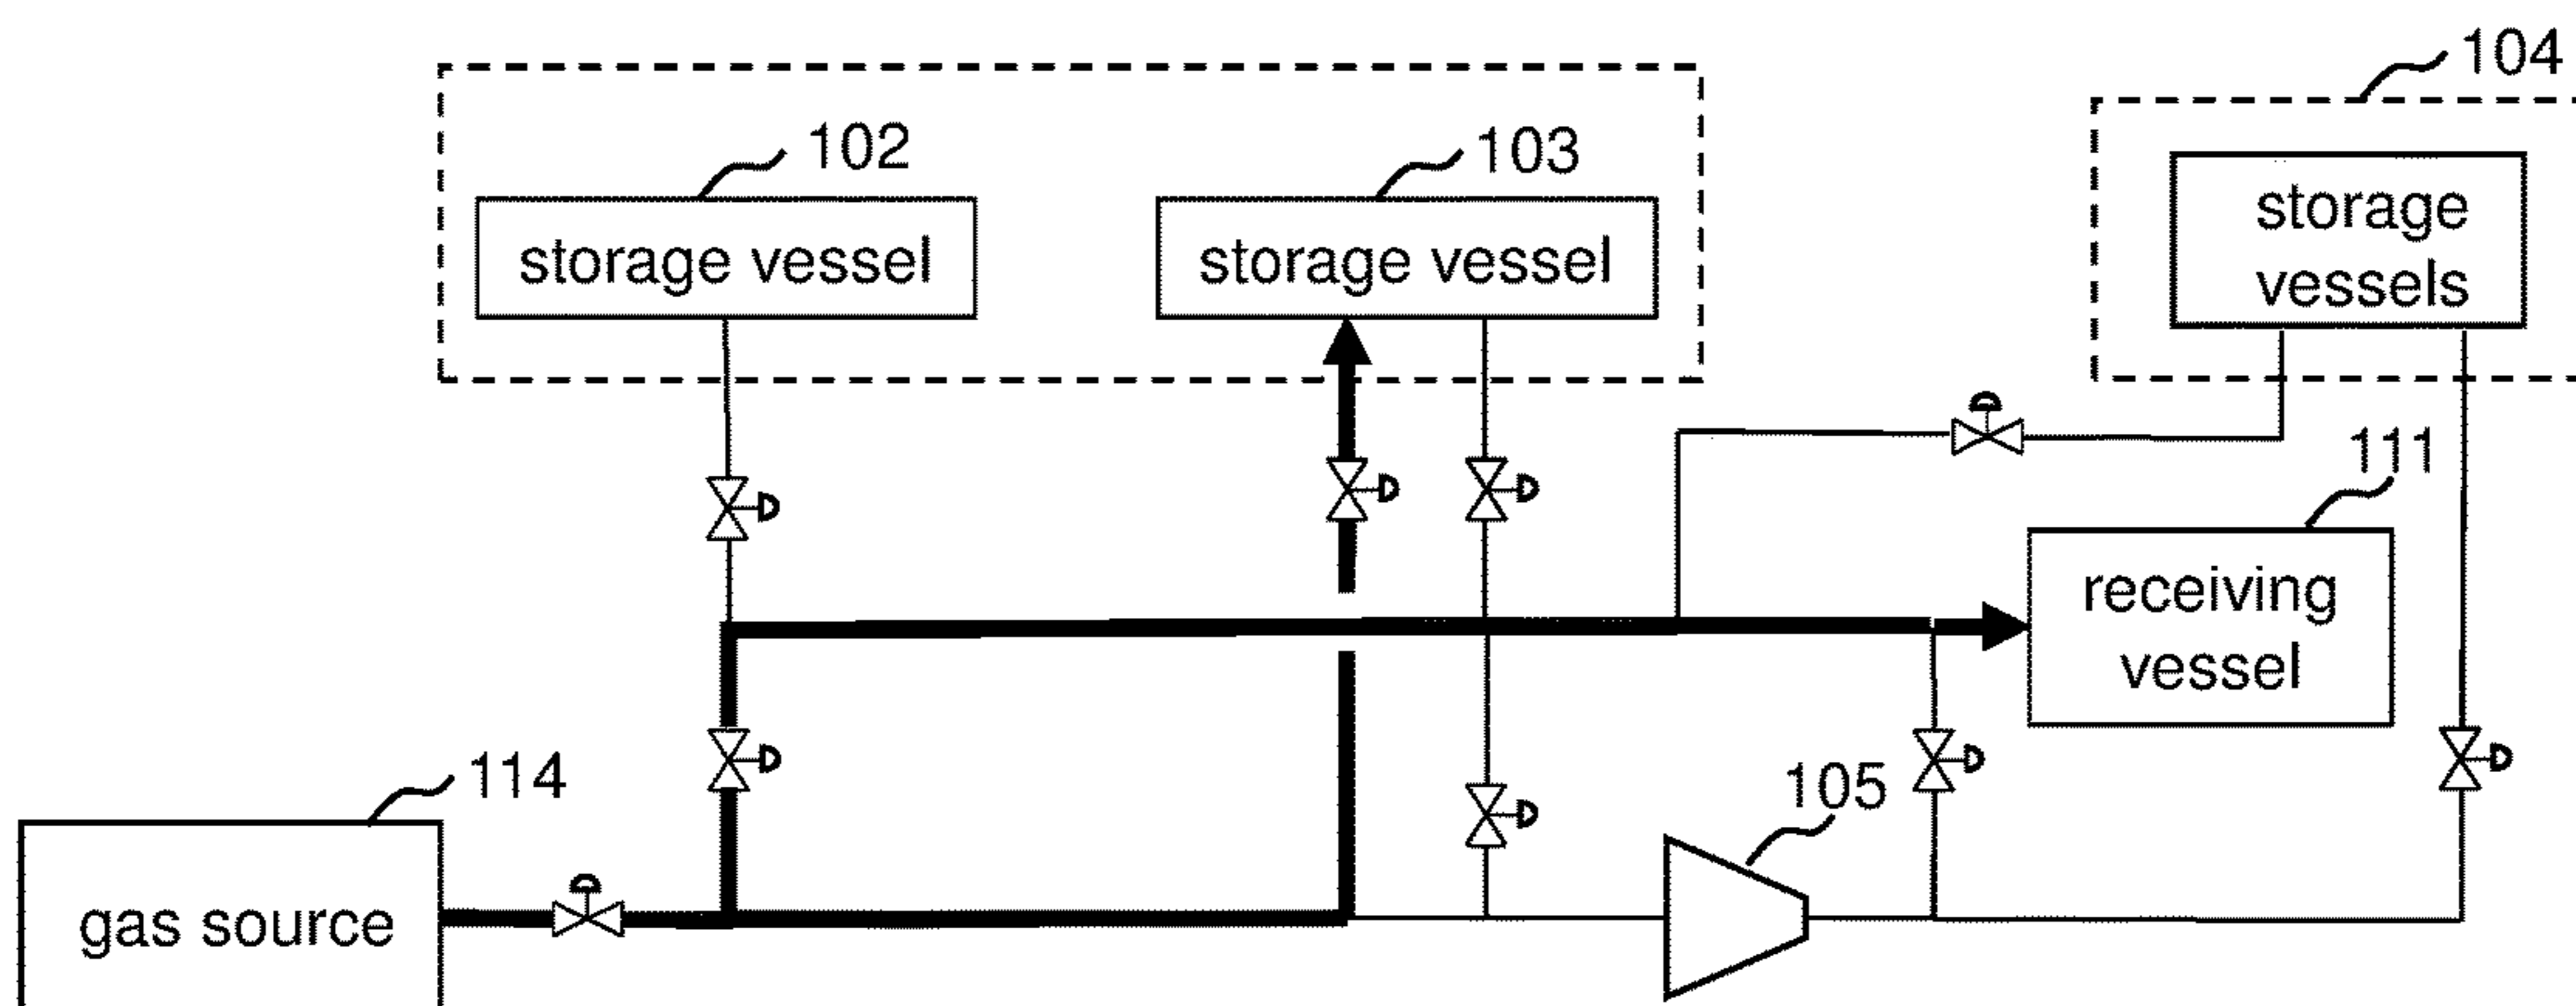 104
102
103
storage
vessels
storage vessel
storage vessel
111
receiving
vessel
114
105
gas source